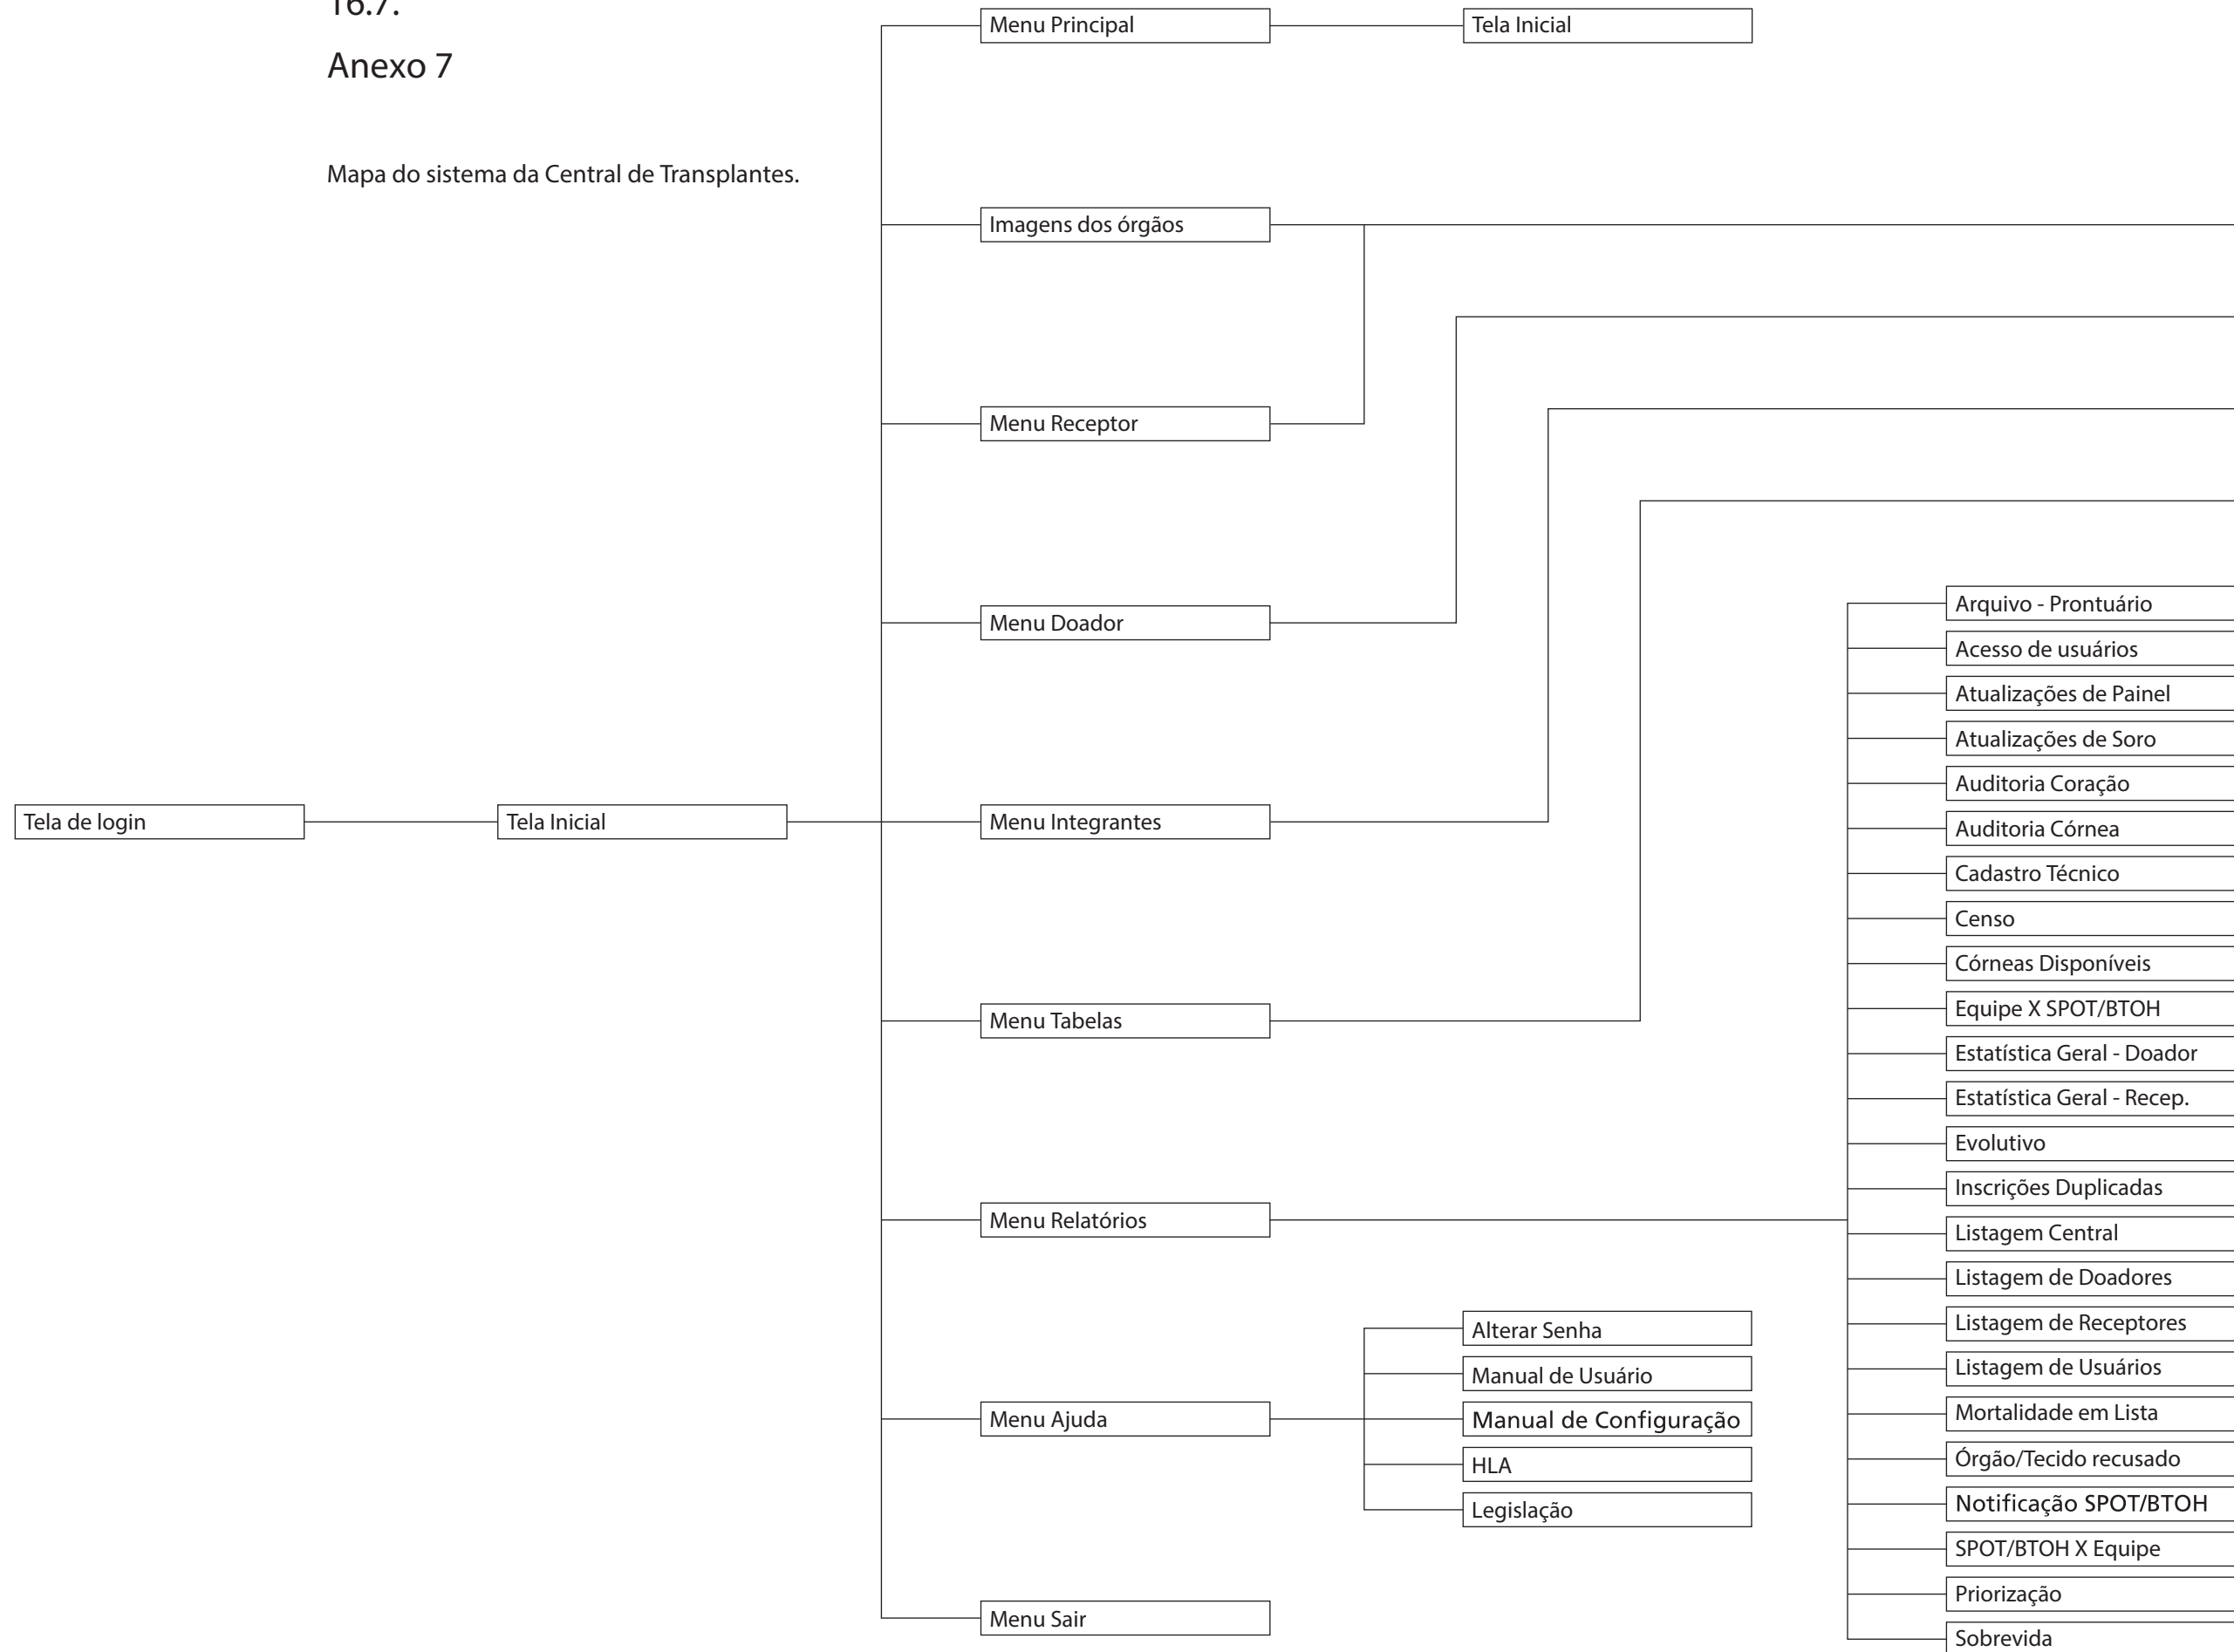 16.7.
Anexo 7
Mapa do sistema da Central de Transplantes.
Tela de login
Tela Inicial
Menu Principal
Tela Inicial
Imagens dos órgãos
Menu Receptor
Menu Doador
Menu Integrantes
Menu Tabelas
Menu Relatórios
Menu Ajuda
Menu Sair
Alterar Senha
Manual de Usuário
Manual de Configuração
HLA
Legislação
Arquivo - Prontuário
Acesso de usuários
Atualizações de Painel
Atualizações de Soro
Auditoria Coração
Auditoria Córnea
Cadastro Técnico
Censo
Córneas Disponíveis
Equipe X SPOT/BTOH
Estatística Geral - Doador
Estatística Geral - Recep.
Evolutivo
Inscrições Duplicadas
Listagem Central
Listagem de Doadores
Listagem de Receptores
Listagem de Usuários
Mortalidade em Lista
Órgão/Tecido recusado
Notificação SPOT/BTOH
SPOT/BTOH X Equipe
Priorização
Sobrevida